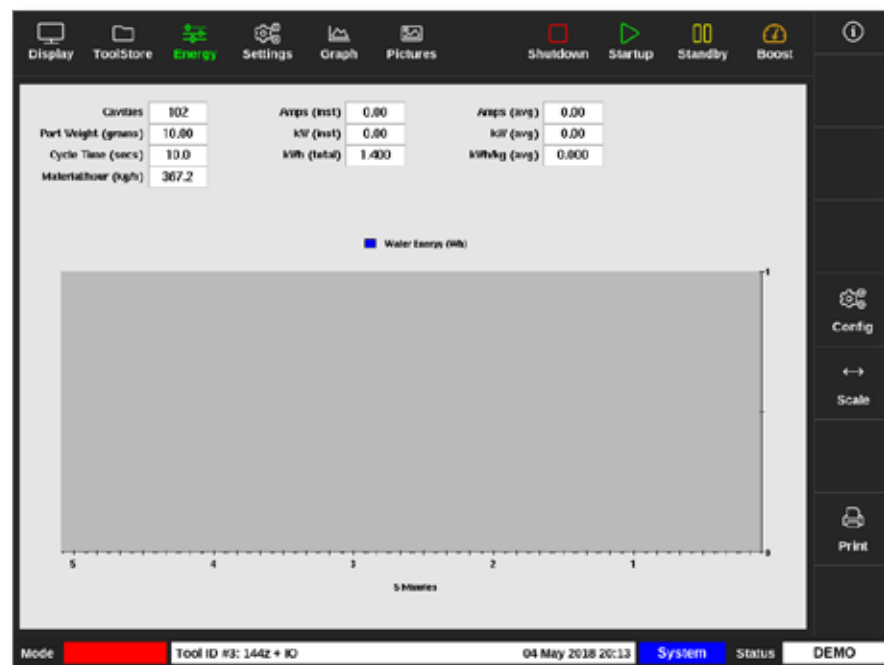 Display ToolStore Energy Settings Graph Pictures Shutdown Startup Standby Boost
Cavities 102 Amps (inst) 0.00 Amps (avg) 0.00
Part Weight (grams) 10.00 kW (inst) 0.00 kW (avg) 0.00
Cycle Time (secs) 10.0 kWh (total) 1.400 kWh/kg (avg) 0.000
Material/hour (kg/h) 367.2
Config
Scale
Print
Energy (Wh)
1
0
5 4 3 2 1
5 Minutes
Mode Tool ID #3: 144z + IO 04 May 2018 20:13 System Status DEMO